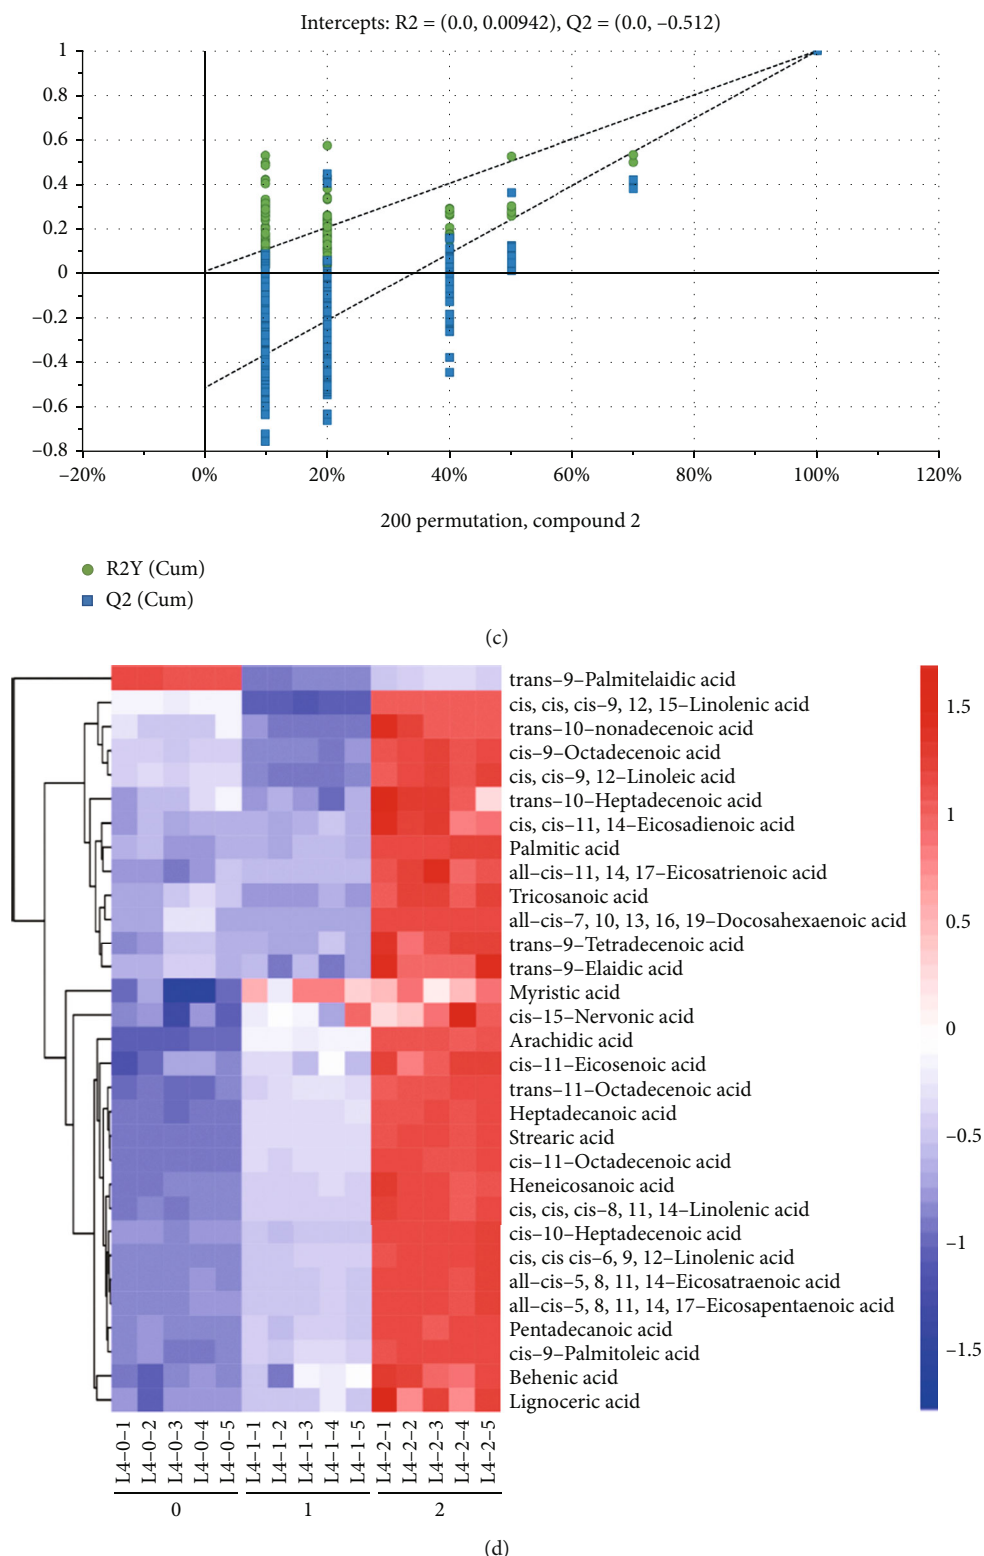 Intercepts: R2 = (0.0, 0.00942), Q2 = (0.0, –0.512)
1
0.8
0.6
0.4
0.2
0
–0.2
–0.4
–0.6
–0.8
–20% 0% 20% 40% 60% 80% 100% 120%
200 permutation, compound 2
R2Y (Cum)
Q2 (Cum)
(c)
trans–9–Palmitelaidic acid
cis, cis, cis–9, 12, 15–Linolenic acid
trans–10–nonadecenoic acid
cis–9–Octadecenoic acid
cis, cis–9, 12–Linoleic acid
trans–10–Heptadecenoic acid
cis, cis–11, 14–Eicosadienoic acid
Palmitic acid
all–cis–11, 14, 17–Eicosatrienoic acid
Tricosanoic acid
all–cis–7, 10, 13, 16, 19–Docosahexaenoic acid
trans–9–Tetradecenoic acid
trans–9–Elaidic acid
Myristic acid
cis–15–Nervonic acid
Arachidic acid
cis–11–Eicosenoic acid
trans–11–Octadecenoic acid
Heptadecanoic acid
Strearic acid
cis–11–Octadecenoic acid
Heneicosanoic acid
cis, cis, cis–8, 11, 14–Linolenic acid
cis–10–Heptadecenoic acid
cis, cis cis–6, 9, 12–Linolenic acid
all–cis–5, 8, 11, 14–Eicosatraenoic acid
all–cis–5, 8, 11, 14, 17–Eicosapentaenoic acid
Pentadecanoic acid
cis–9–Palmitoleic acid
Behenic acid
Lignoceric acid
1.5
1
0.5
0
–0.5
–1
–1.5
L4–0–1 L4–0–2 L4–0–3 L4–0–4 L4–0–5 L4–1–1 L4–1–2 L4–1–3 L4–1–4 L4–1–5 L4–2–1 L4–2–2 L4–2–3 L4–2–4 L4–2–5
0 1 2
(d)